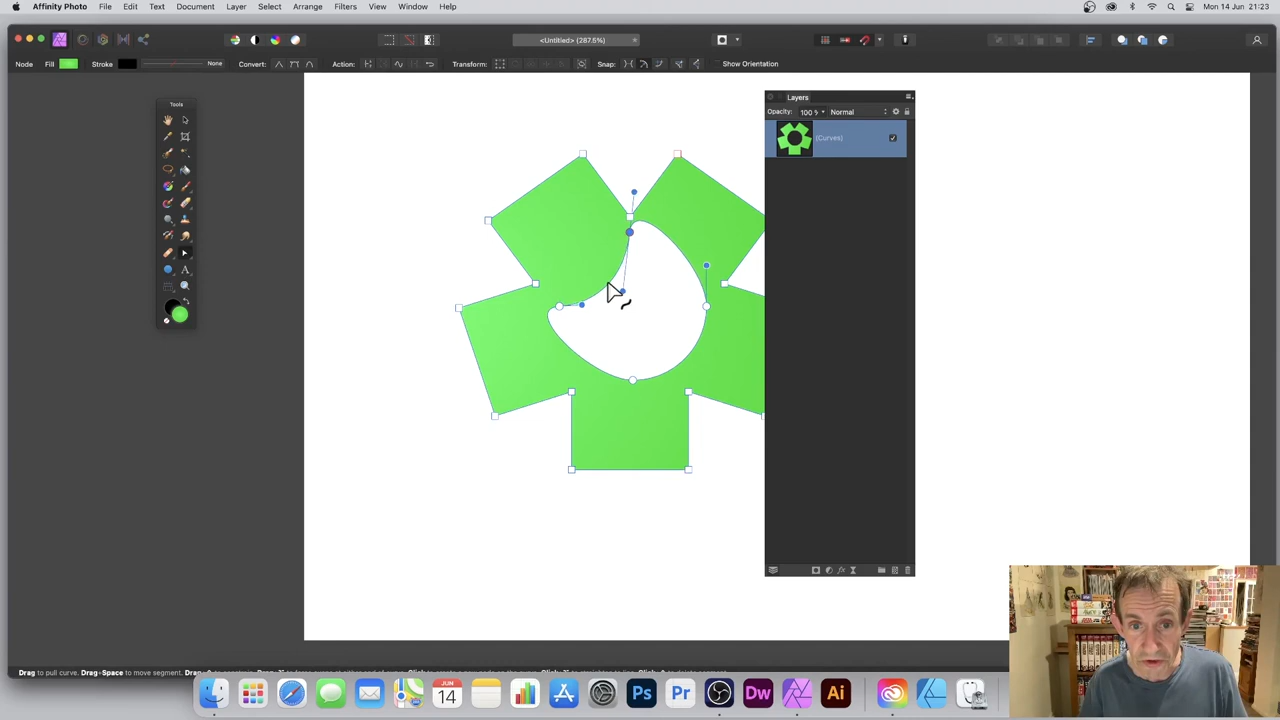 Affinity Photo File Edit Text Document Layer Select Arrange Filters View Window Help Mon 14 Jun 21:23
<Untitled> (287.5%)
Node Fill Stroke None Convert: Action: Transform: Snap: Show Orientation
Tools
A
Layers
Opacity: 100 % Normal
(Curves)
Drag to pull curve. Drag-Space to move segment.
JUN
14
Ps
Pr
Dw
Ai